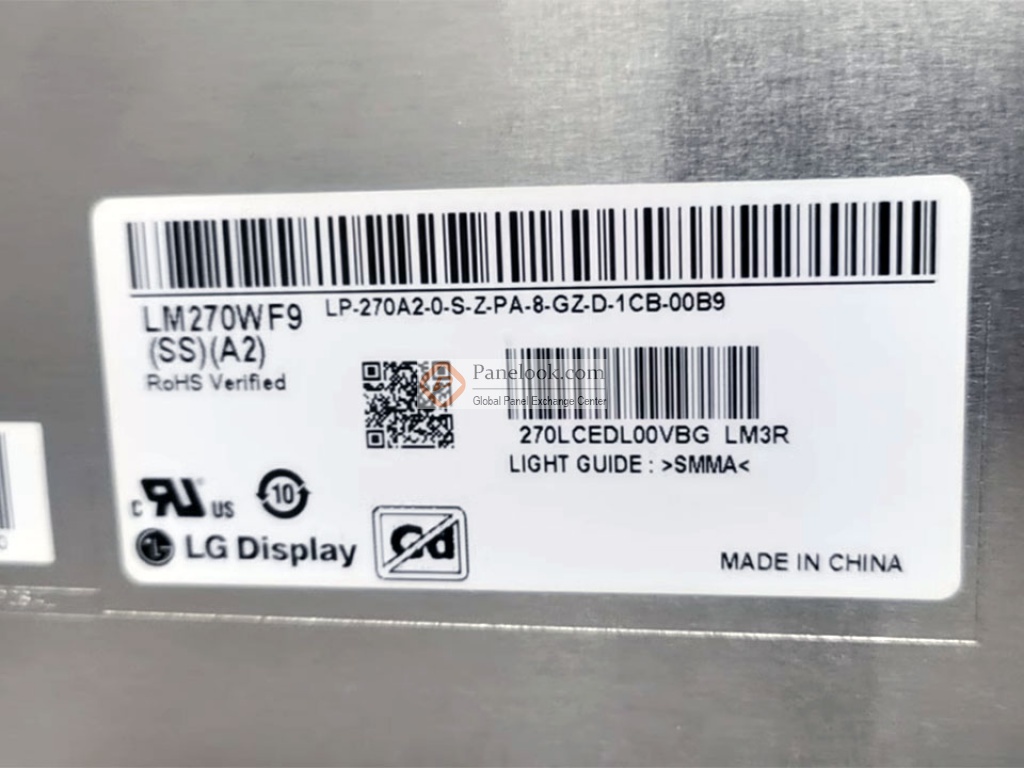 LM270WF9
LP-270A2-0-S-Z-PA-8-GZ-D-1CB-00B9
(SS)(A2)
RoHS Verified
Panelook.com
Global Panel Exchange Center
270LCEDL00VBG LM3R
LIGHT GUIDE : >SMMA<
C RU US
10
LG Display
Cd
MADE IN CHINA